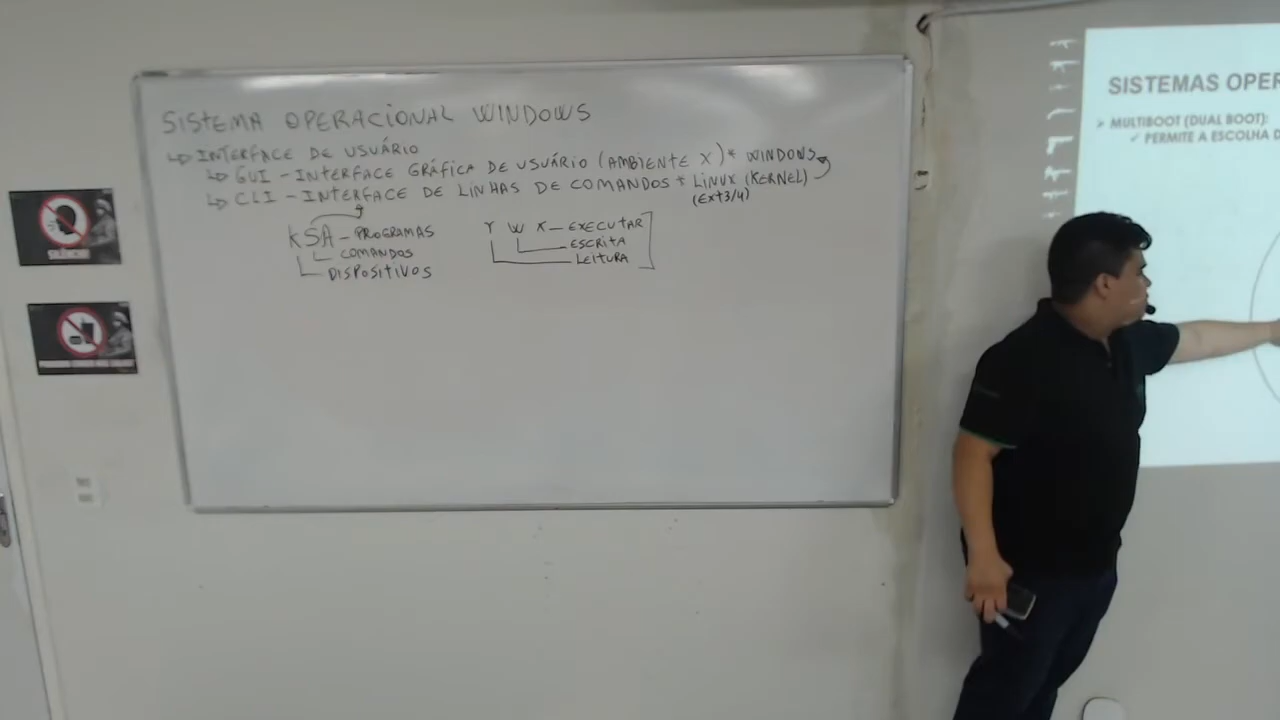 SISTEMA OPERACIONAL WINDOWS
INTERFACE DE USUÁRIO
GUI - INTERFACE GRÁFICA DE USUÁRIO (AMBIENTE X) * WINDOWS
CLI - INTERFACE DE LINHAS DE COMANDOS * LINUX (KERNEL)
(Ext3/4)
KSA - PROGRAMAS
COMANDOS
DISPOSITIVOS
r w x - EXECUTAR
ESCRITA
LEITURA
SILÊNCIO
SISTEMAS OPER
MULTIBOOT (DUAL BOOT):
✓ PERMITE A ESCOLHA D